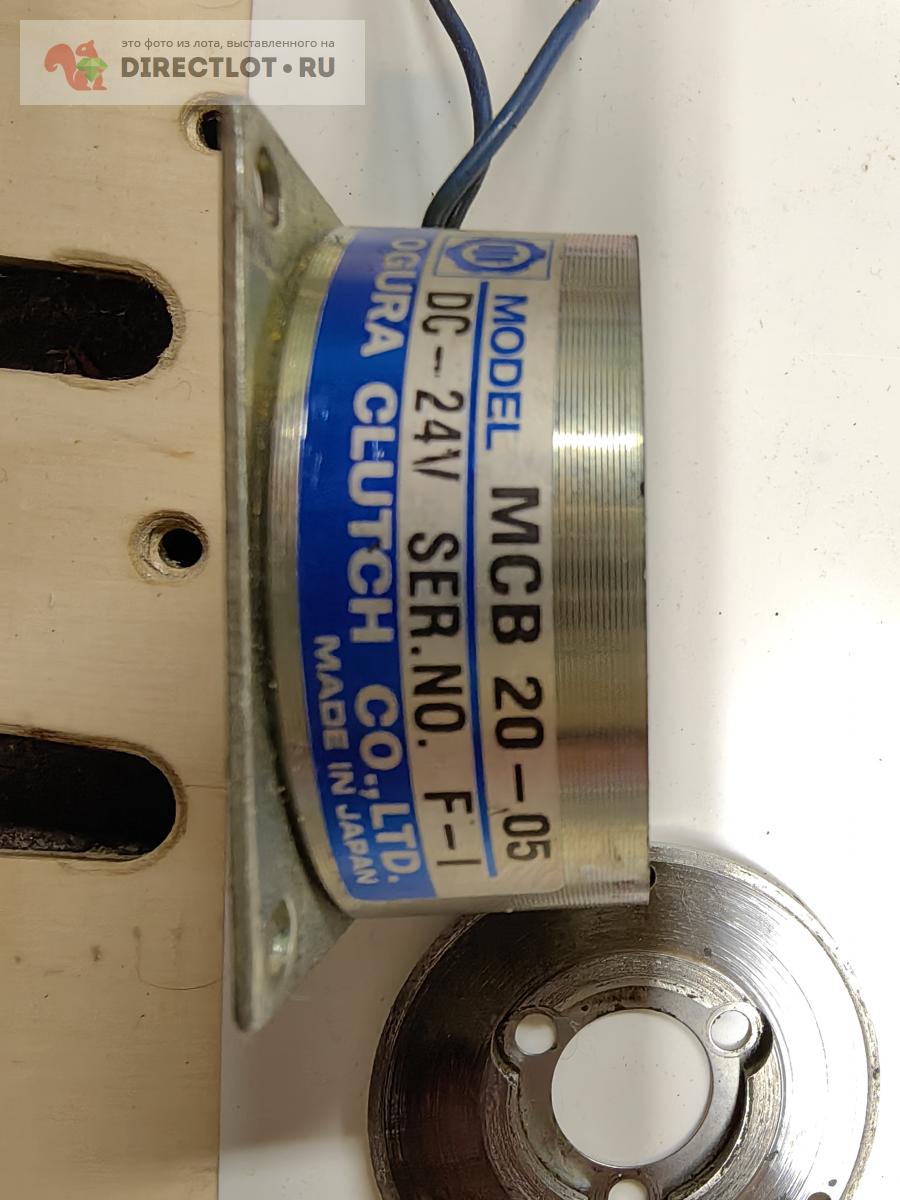 это фото из лота, выставленного на
DIRECTLOT•RU
MODEL MCB 20-05
DC-24V SER.NO. F-1
OGURA CLUTCH CO.,LTD.
MADE IN JAPAN